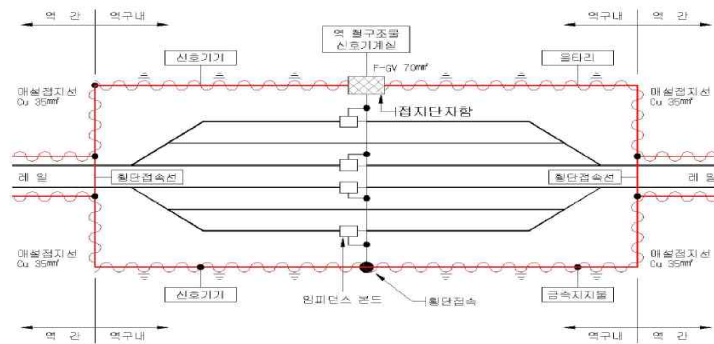 역 간
역구내
역구내
역 간
역 철구조물
신호기계실
신호기기
F-GV 70㎟
울타리
매설접지선
Cu 35㎟
매설접지선
Cu 35㎟
접지단자함
레 일
횡단접속선
횡단접속선
레 일
매설접지선
Cu 35㎟
매설접지선
Cu 35㎟
신호기기
임피던스 본드
횡단접속
금속지지물
역 간
역구내
역구내
역 간